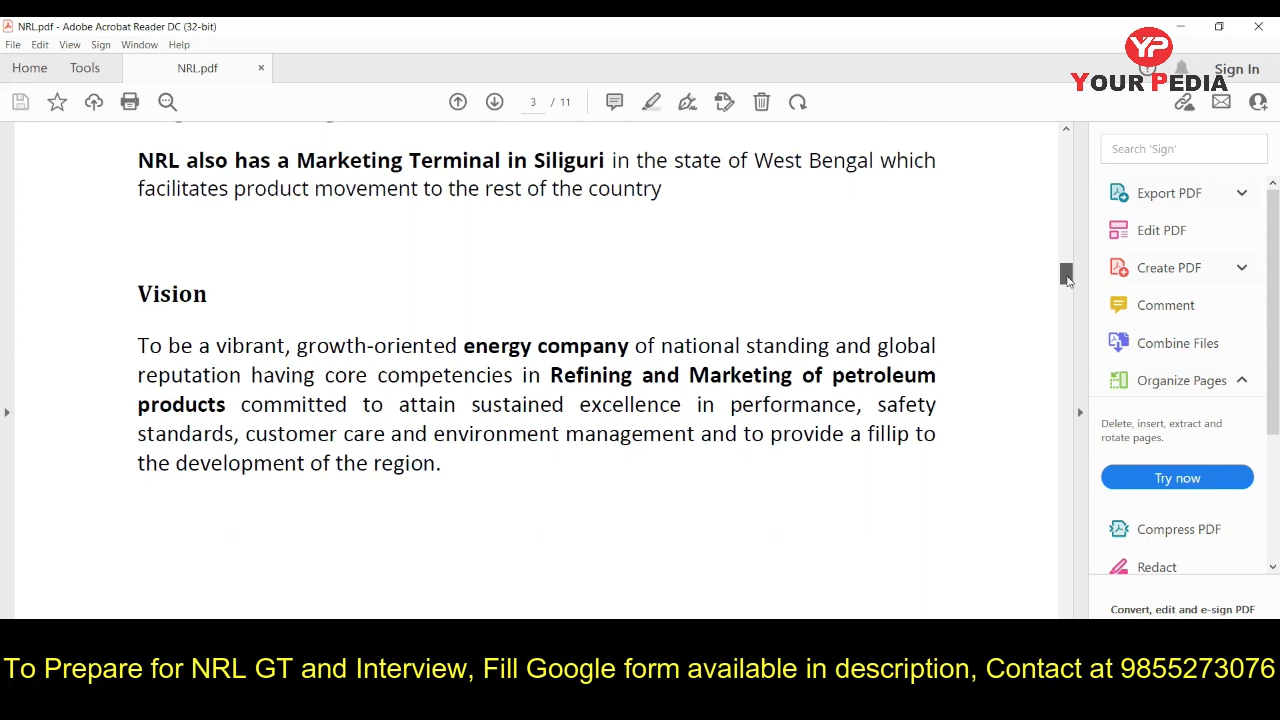 NRL.pdf - Adobe Acrobat Reader DC (32-bit)
File Edit View Sign Window Help
Home Tools NRL.pdf × Sign In
YP
YOUR PEDIA
3 / 11
NRL also has a Marketing Terminal in Siliguri in the state of West Bengal which
facilitates product movement to the rest of the country
Vision
To be a vibrant, growth-oriented energy company of national standing and global
reputation having core competencies in Refining and Marketing of petroleum
products committed to attain sustained excellence in performance, safety
standards, customer care and environment management and to provide a fillip to
the development of the region.
Search 'Sign'
Export PDF
Edit PDF
Create PDF
Comment
Combine Files
Organize Pages
Delete, insert, extract and
rotate pages.
Try now
Compress PDF
Redact
Convert, edit and e-sign PDF
To Prepare for NRL GT and Interview, Fill Google form available in description, Contact at 9855273076